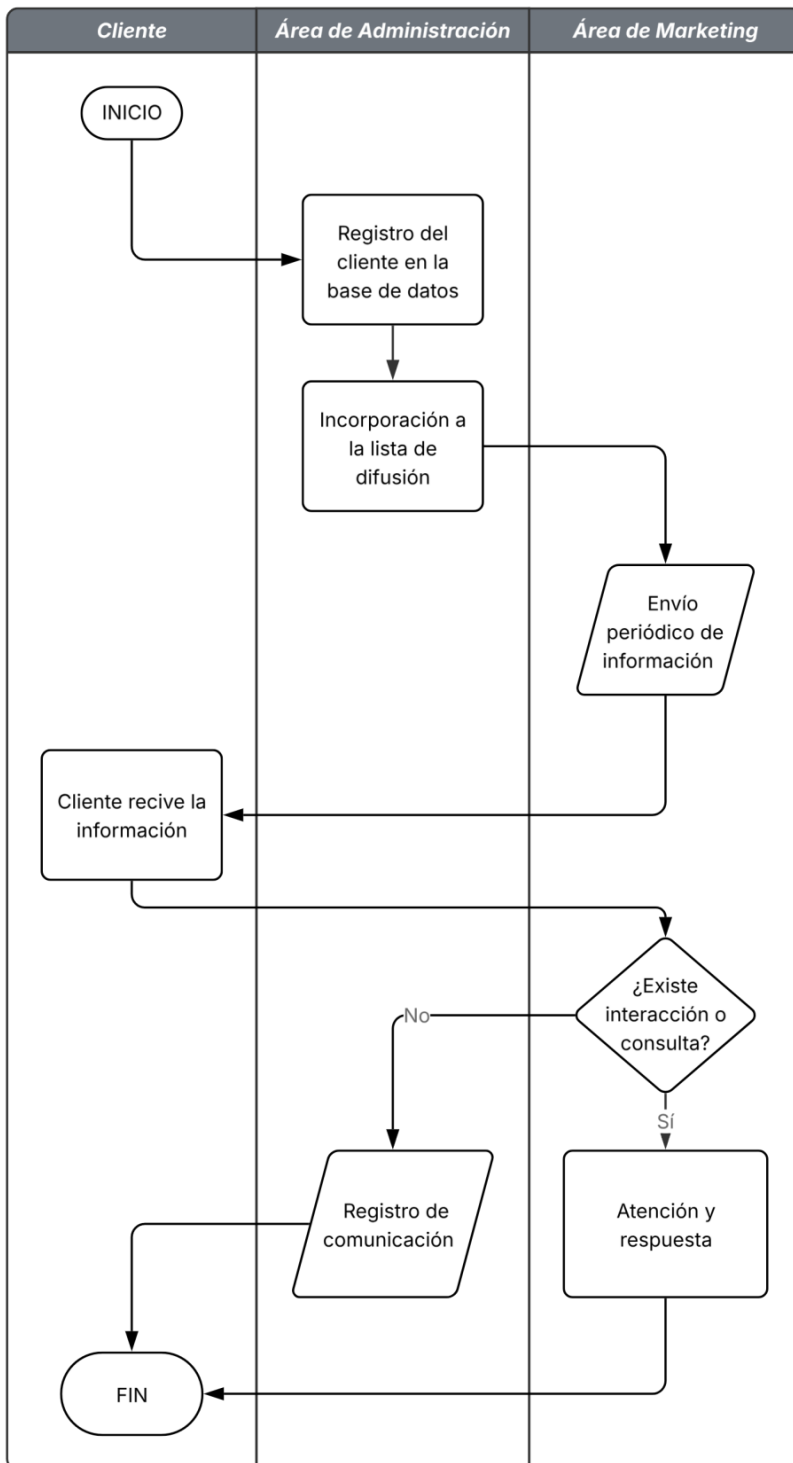 Cliente
Área de Administración
Área de Marketing
INICIO
Registro del
cliente en la
base de datos
Incorporación a
la lista de
difusión
Envío
periódico de
información
Cliente recive la
información
¿Existe
interacción o
consulta?
No
Sí
Registro de
comunicación
Atención y
respuesta
FIN